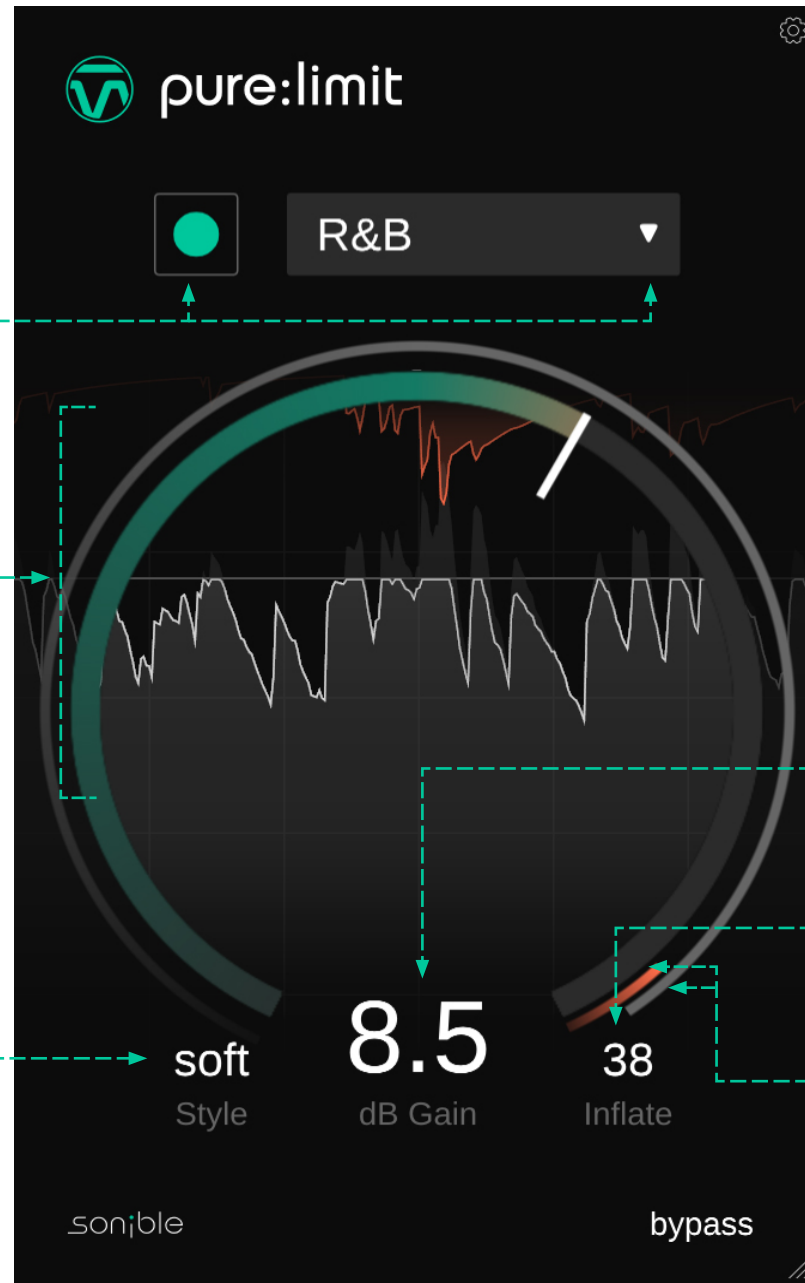 pure:limit
R&B
8.5
soft
38
Style
dB Gain
Inflate
sonible
bypass